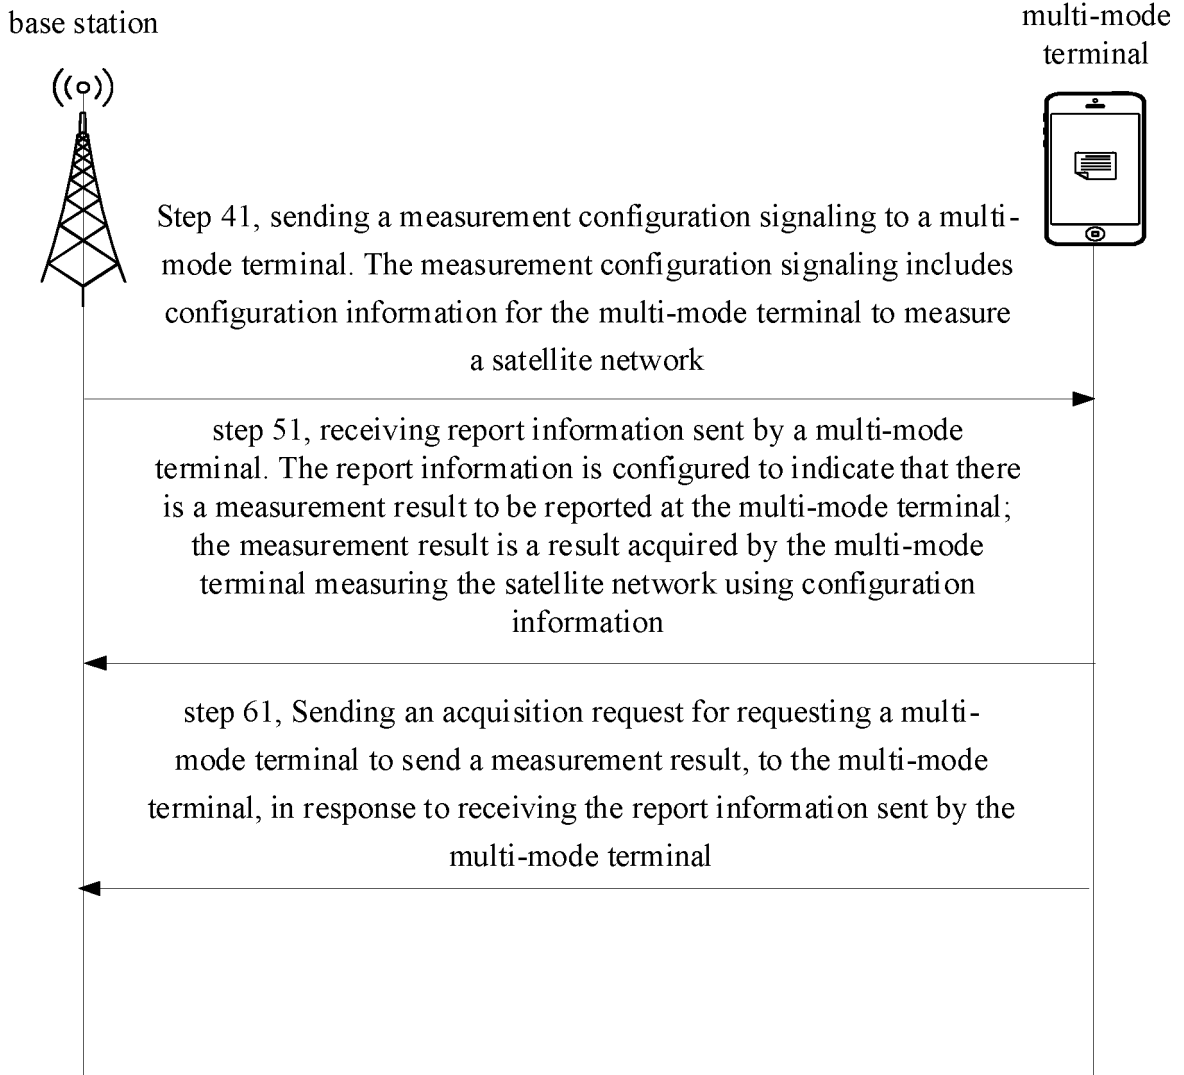 base station
multi-mode
terminal
Step 41, sending a measurement configuration signaling to a multi-
mode terminal. The measurement configuration signaling includes
configuration information for the multi-mode terminal to measure
a satellite network
step 51, receiving report information sent by a multi-mode
terminal. The report information is configured to indicate that there
is a measurement result to be reported at the multi-mode terminal;
the measurement result is a result acquired by the multi-mode
terminal measuring the satellite network using configuration
information
step 61, Sending an acquisition request for requesting a multi-
mode terminal to send a measurement result, to the multi-mode
terminal, in response to receiving the report information sent by the
multi-mode terminal